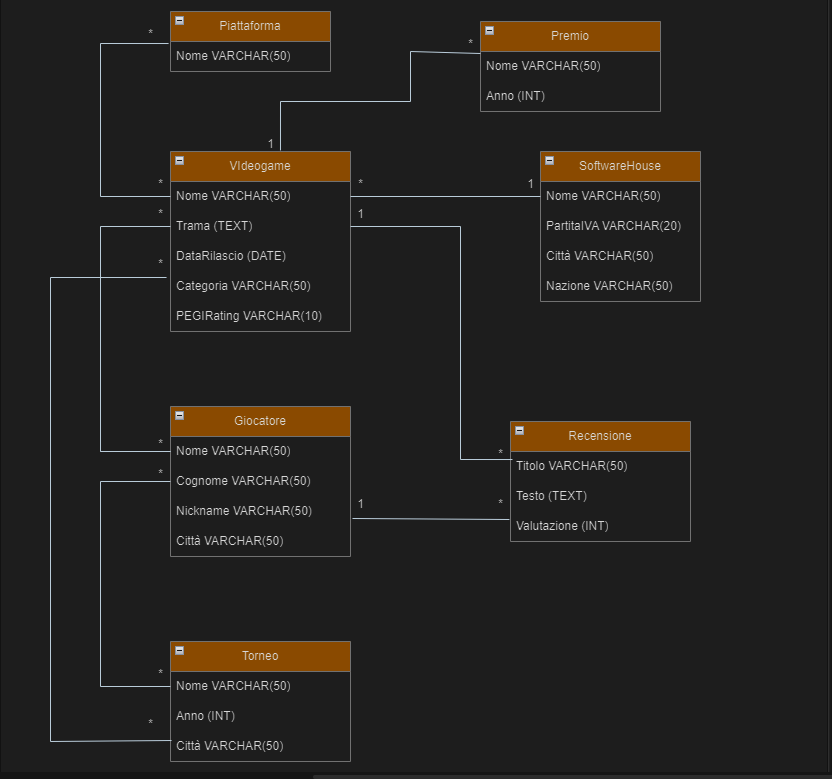 Piattaforma
Nome VARCHAR(50)
*
Premio
Nome VARCHAR(50)
Anno (INT)
*
1
VIdeogame
Nome VARCHAR(50)
Trama (TEXT)
DataRilascio (DATE)
Categoria VARCHAR(50)
PEGIRating VARCHAR(10)
*
*
*
*
1
1
SoftwareHouse
Nome VARCHAR(50)
PartitaIVA VARCHAR(20)
Città VARCHAR(50)
Nazione VARCHAR(50)
Giocatore
Nome VARCHAR(50)
Cognome VARCHAR(50)
Nickname VARCHAR(50)
Città VARCHAR(50)
*
*
1
*
*
Recensione
Titolo VARCHAR(50)
Testo (TEXT)
Valutazione (INT)
Torneo
Nome VARCHAR(50)
Anno (INT)
Città VARCHAR(50)
*
*